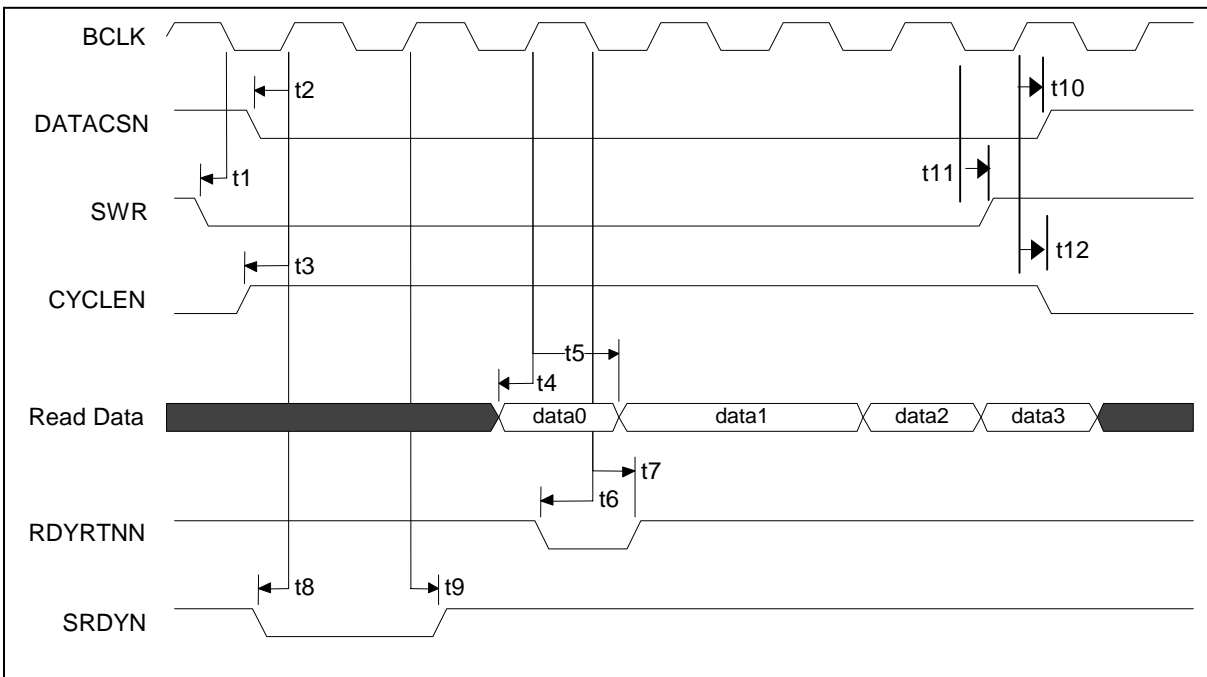 BCLK
t2
t10
DATACSN
t1
t11
SWR
t12
t3
CYCLEN
t5
t4
Read Data
data0
data1
data2
data3
t7
t6
RDYRTNN
t8
t9
SRDYN